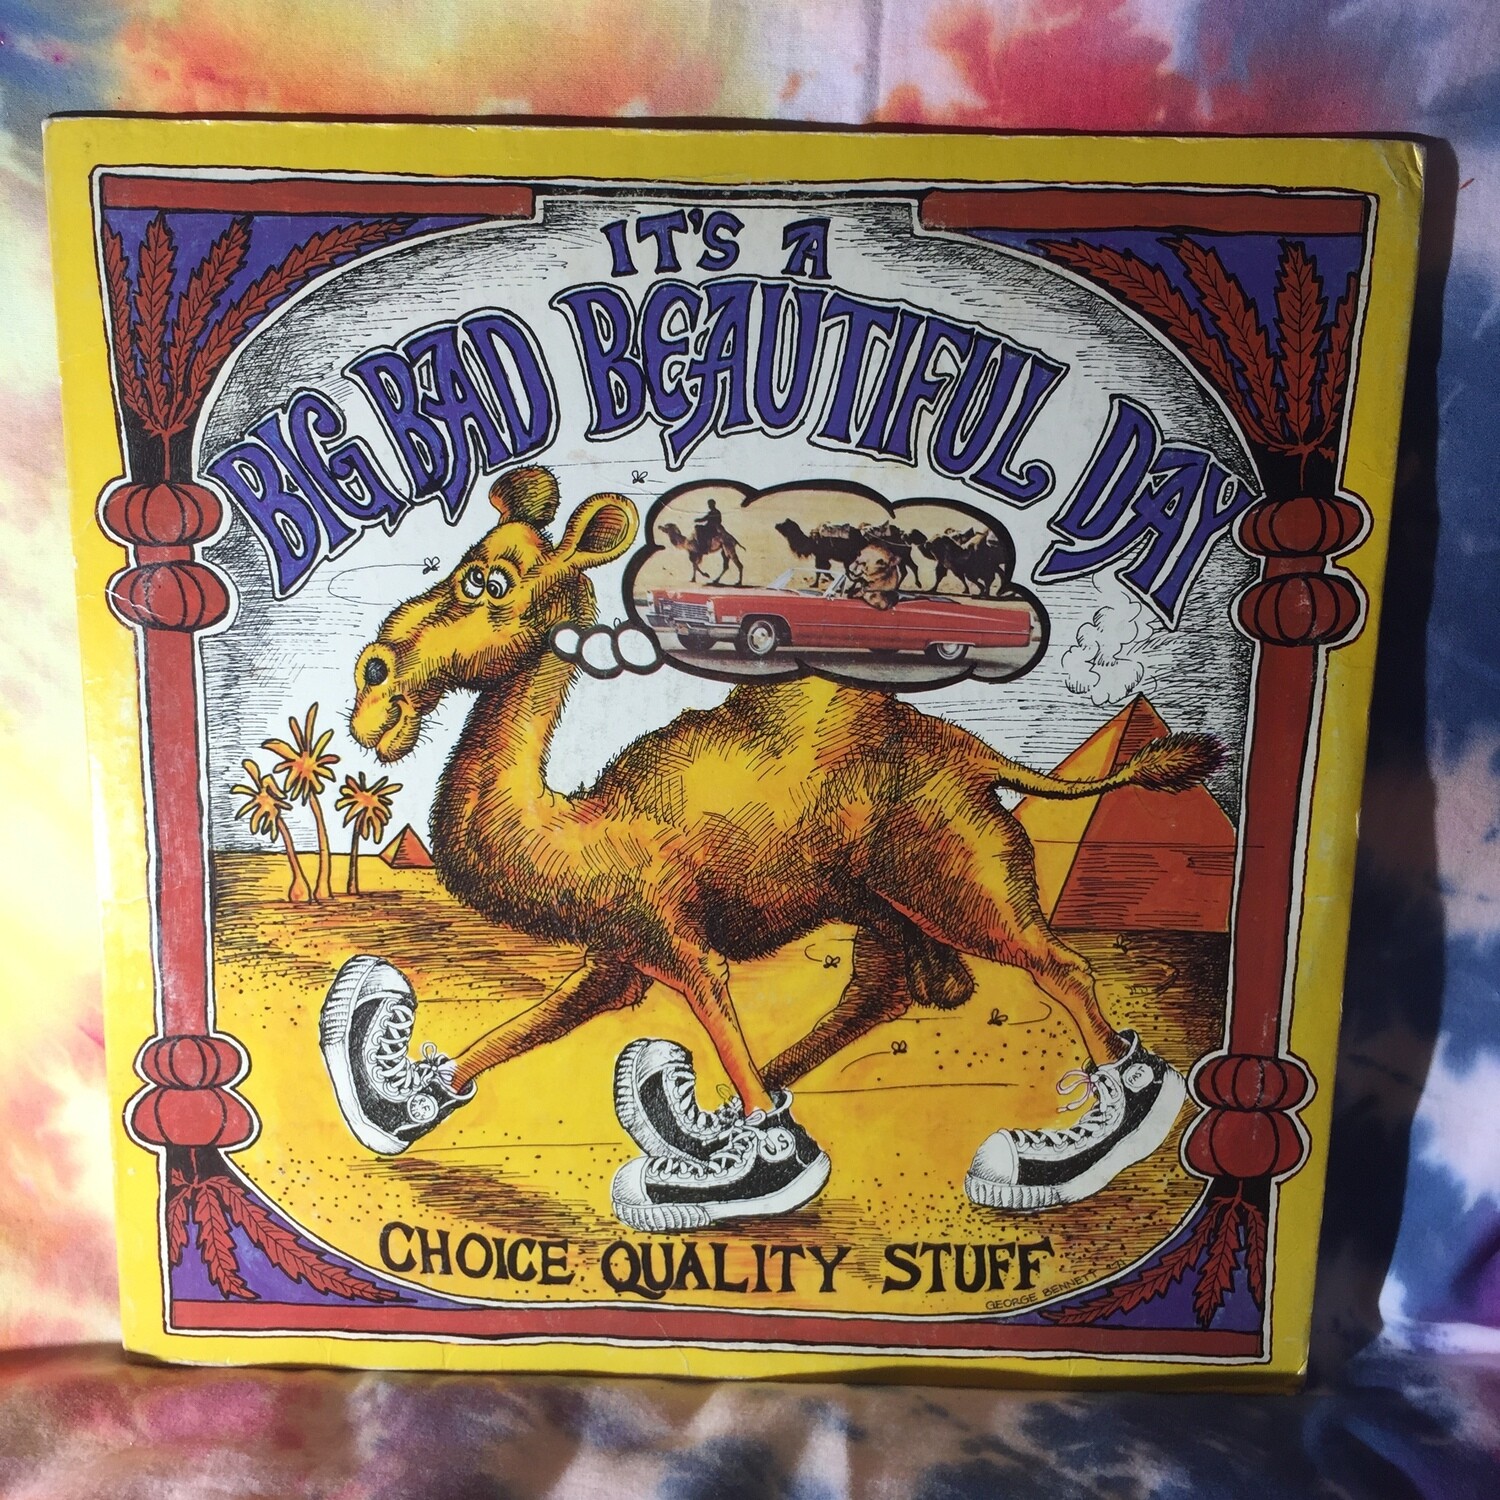 IT'S A
BIG BAD BEAUTIFUL DAY
CHOICE QUALITY STUFF
GEORGE BENNETT